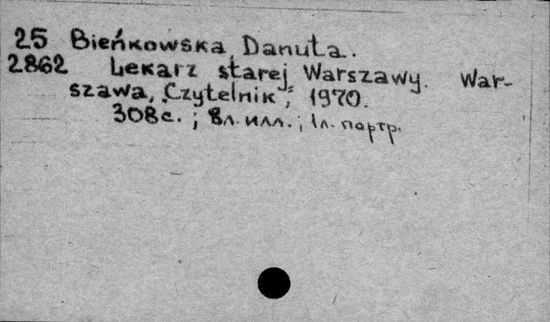 25 Bieńkowska Danuta.
2862 Lekarz starej Warszawy. War-
szawa, "Czytelnik", 1970.
308с. ; 8л. илл. ; 1л. портр.